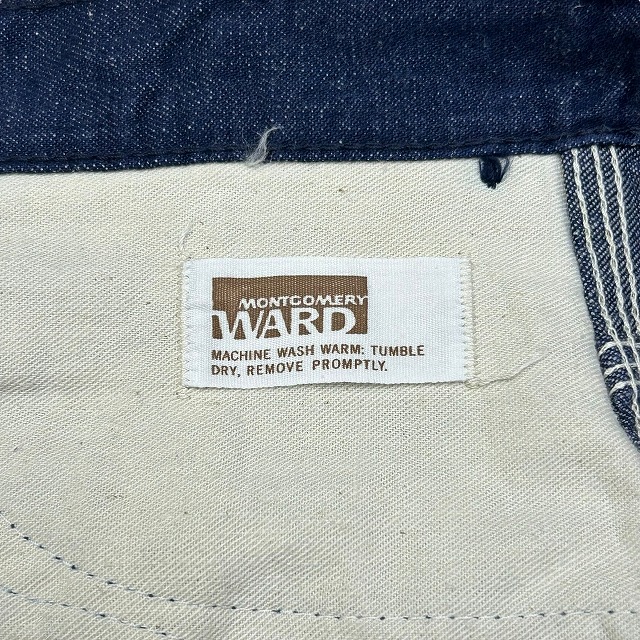 MONTGOMERY
WARD
MACHINE WASH WARM: TUMBLE
DRY, REMOVE PROMPTLY.